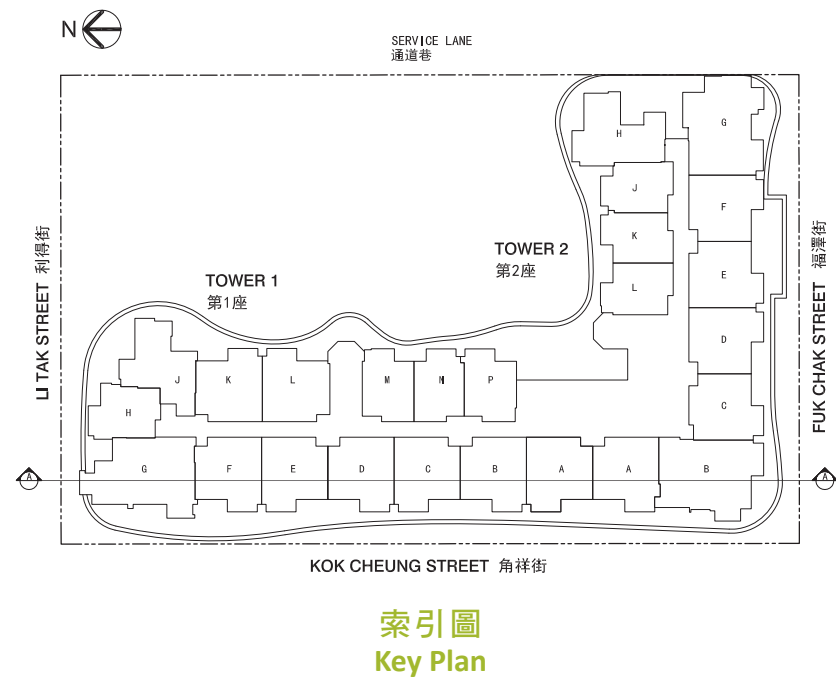 N
SERVICE LANE
通道巷
H
G
J
F
K
TOWER 2
第2座
E
L
TOWER 1
第1座
LI TAK STREET 利得街
FUK CHAK STREET 福澤街
D
J
K
L
M
N
P
C
H
G
F
E
D
C
B
A
A
B
A
A
KOK CHEUNG STREET 角祥街
索引圖
Key Plan